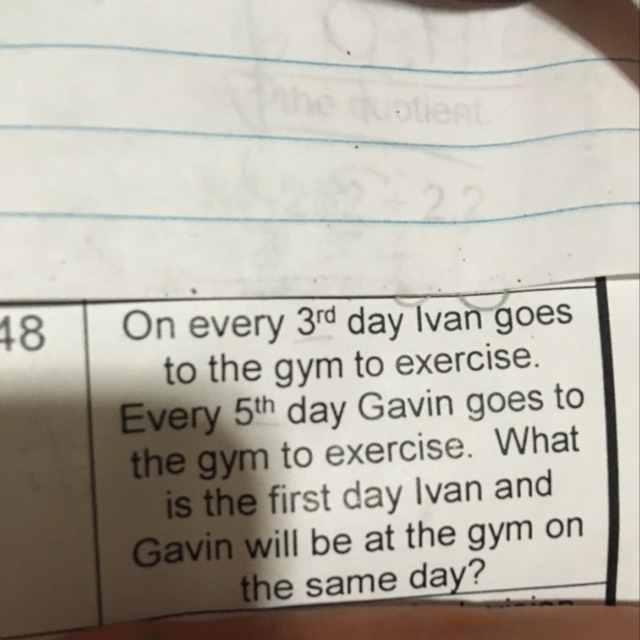 the quotient.
48
On every 3rd day Ivan goes
to the gym to exercise.
Every 5th day Gavin goes to
the gym to exercise. What
is the first day Ivan and
Gavin will be at the gym on
the same day?